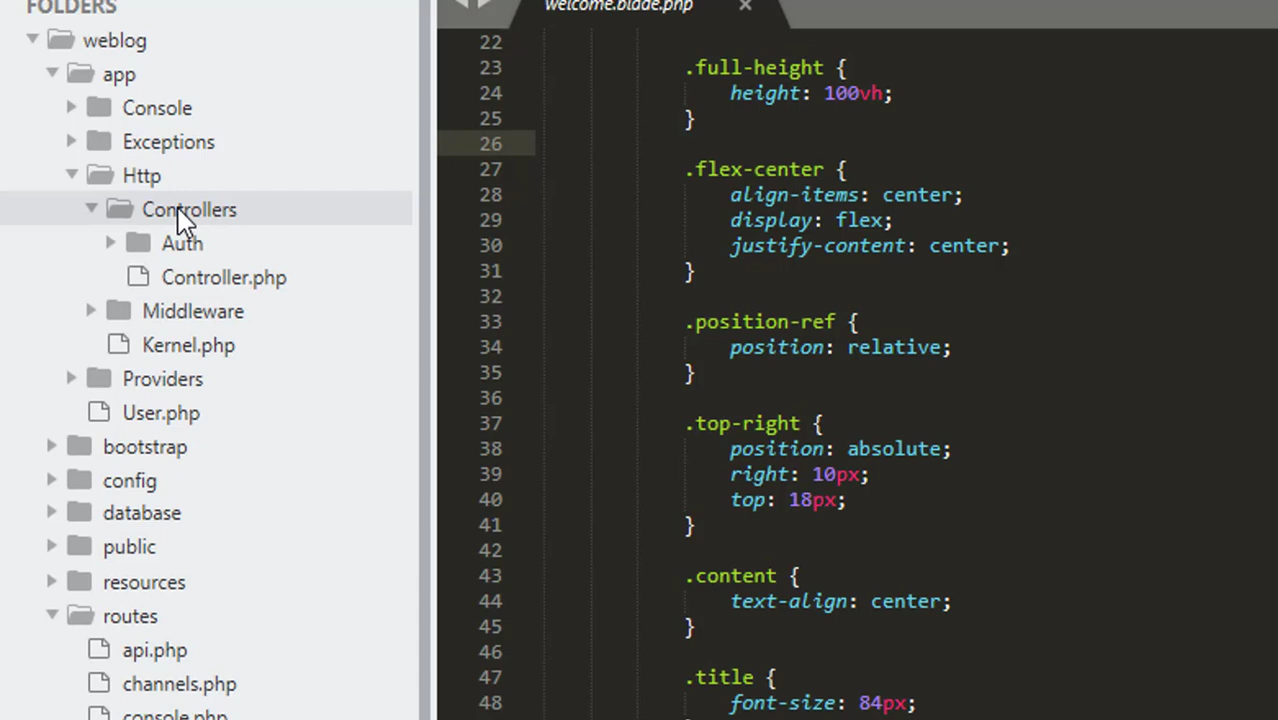 FOLDERS
weblog
app
Console
Exceptions
Http
Controllers
Auth
Controller.php
Middleware
Kernel.php
Providers
User.php
bootstrap
config
database
public
resources
routes
api.php
channels.php
console.php
welcome.blade.php
22
23 .full-height {
24 height: 100vh;
25 }
26
27 .flex-center {
28 align-items: center;
29 display: flex;
30 justify-content: center;
31 }
32
33 .position-ref {
34 position: relative;
35 }
36
37 .top-right {
38 position: absolute;
39 right: 10px;
40 top: 18px;
41 }
42
43 .content {
44 text-align: center;
45 }
46
47 .title {
48 font-size: 84px;